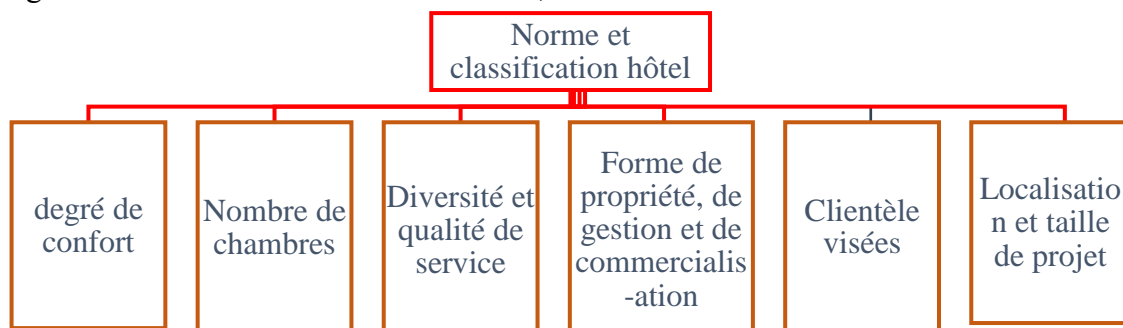 Norme et
classification hôtel
degré de
confort
Nombre de
chambres
Diversité et
qualité de
service
Forme de
propriété, de
gestion et de
commercialis
-ation
Clientèle
visées
Localisatio
n et taille
de projet